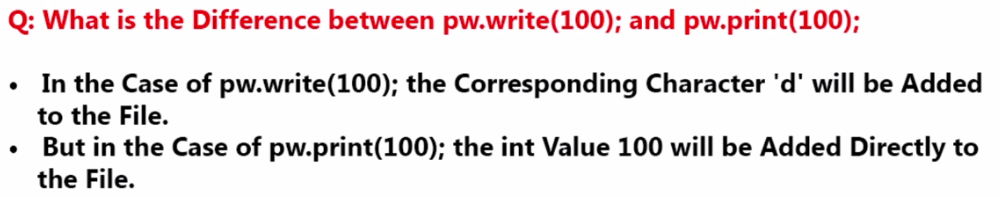 Q: What is the Difference between pw.write(100); and pw.print(100);
• In the Case of pw.write(100); the Corresponding Character 'd' will be Added
to the File.
• But in the Case of pw.print(100); the int Value 100 will be Added Directly to
the File.